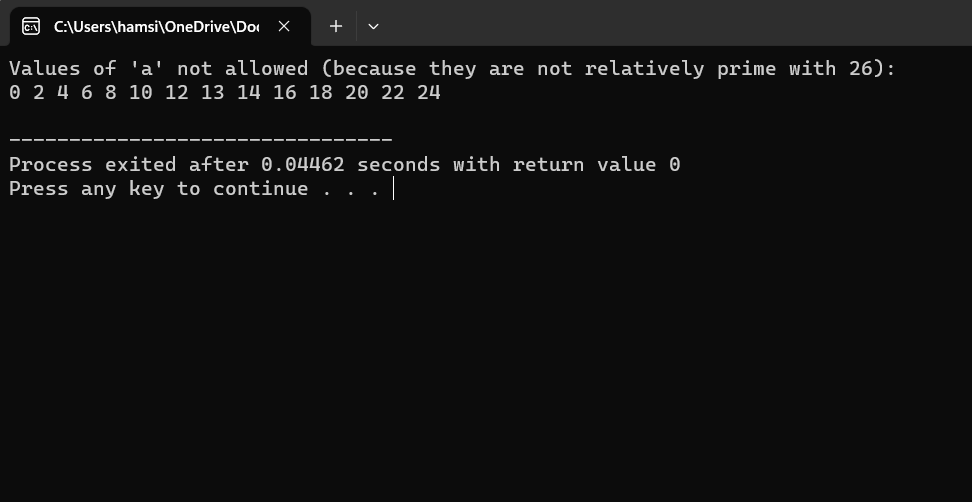 C:\Users\hamsi\OneDrive\Doc
Values of 'a' not allowed (because they are not relatively prime with 26):
0 2 4 6 8 10 12 13 14 16 18 20 22 24
--------------------------------
Process exited after 0.04462 seconds with return value 0
Press any key to continue . . .